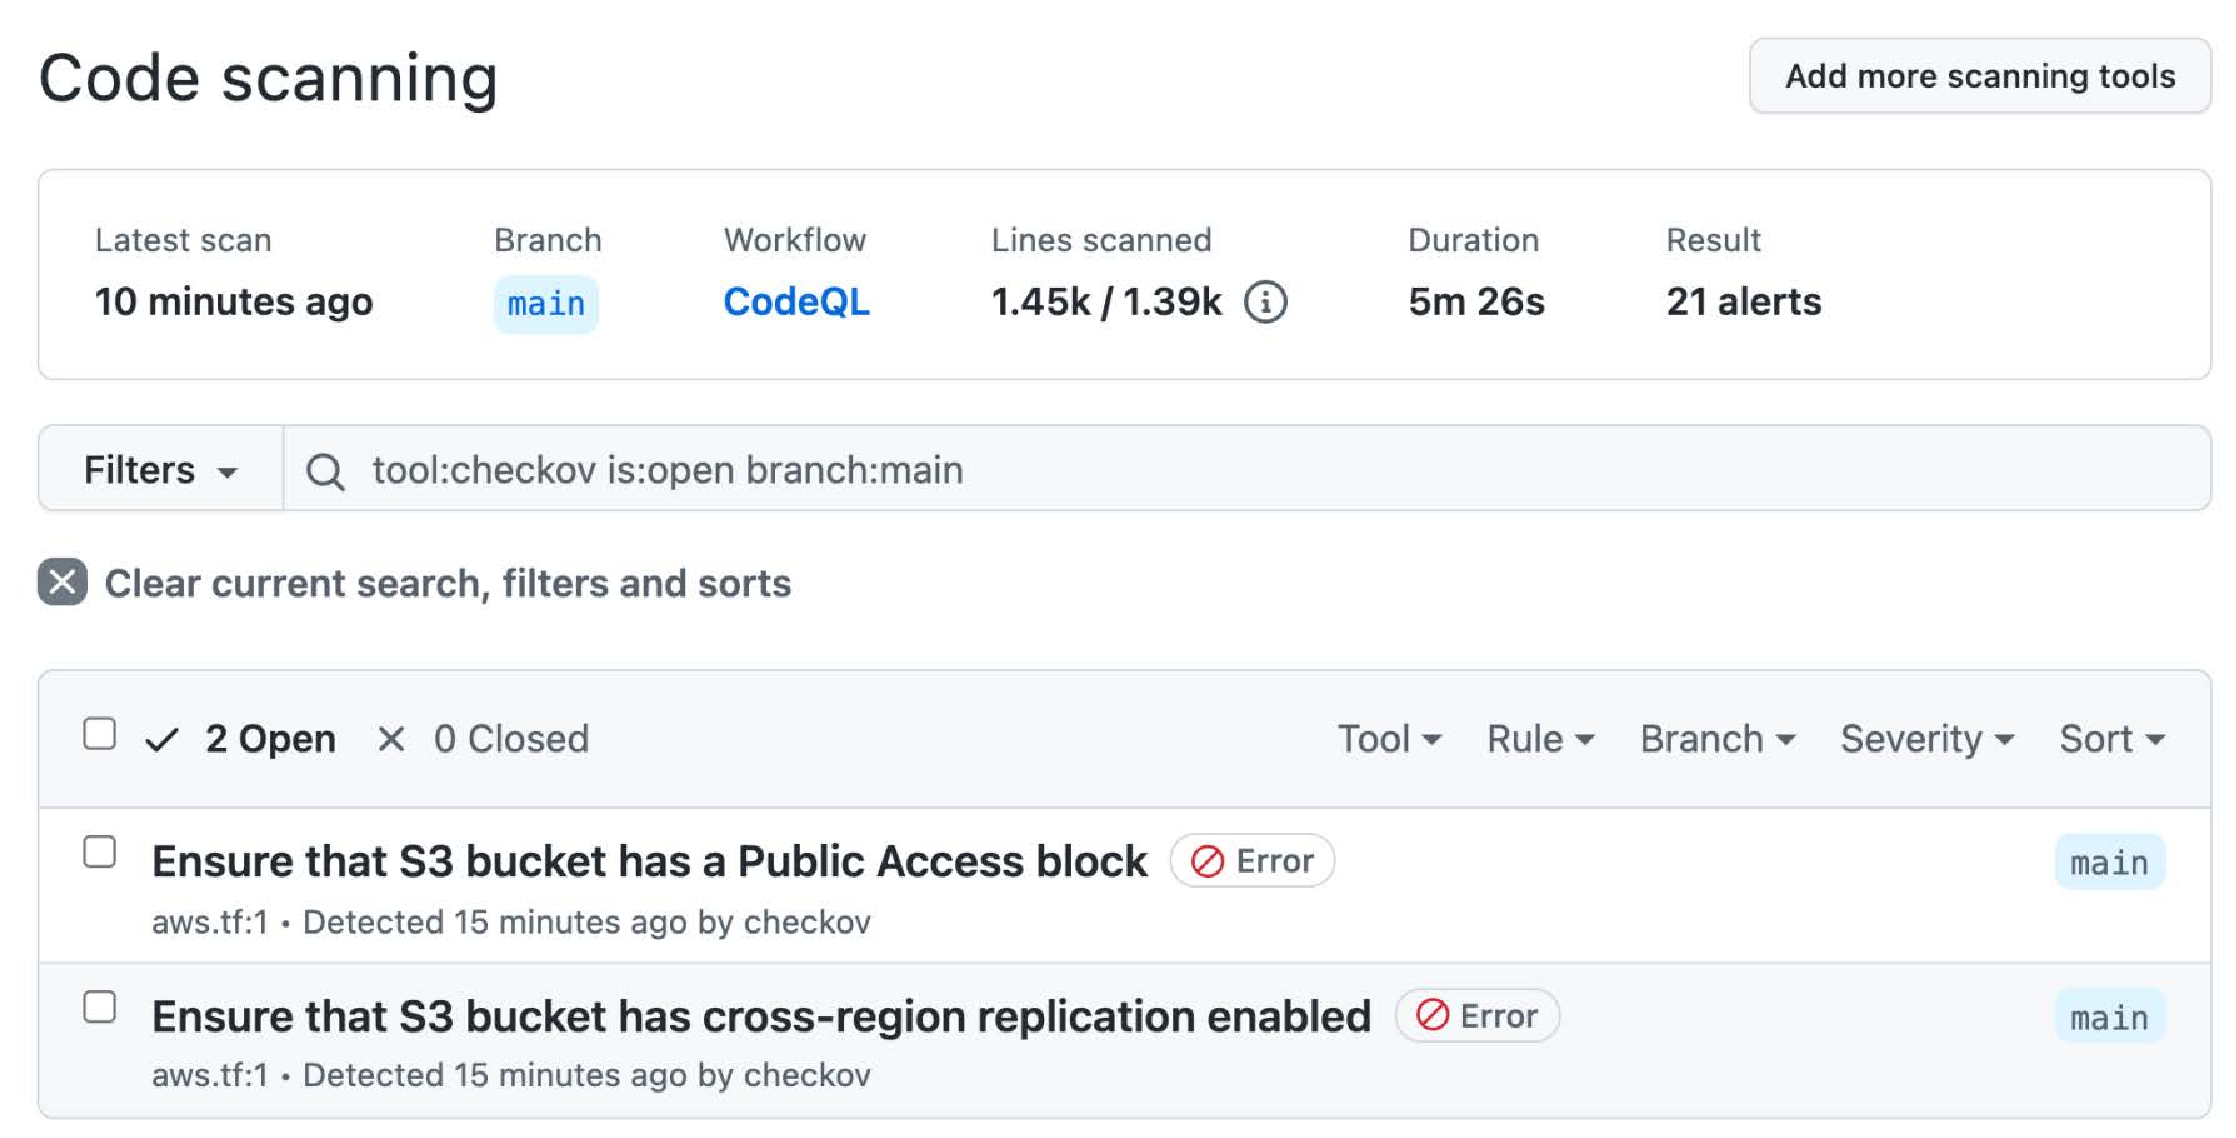 Code scanning
Add more scanning tools
Latest scan
10 minutes ago
Branch
main
Workflow
CodeQL
Lines scanned
1.45k / 1.39k
Duration
5m 26s
Result
21 alerts
Filters
tool:checkov is:open branch:main
Clear current search, filters and sorts
2 Open 0 Closed Tool Rule Branch Severity Sort
Ensure that S3 bucket has a Public Access block Error main
aws.tf:1 • Detected 15 minutes ago by checkov
Ensure that S3 bucket has cross-region replication enabled Error main
aws.tf:1 • Detected 15 minutes ago by checkov